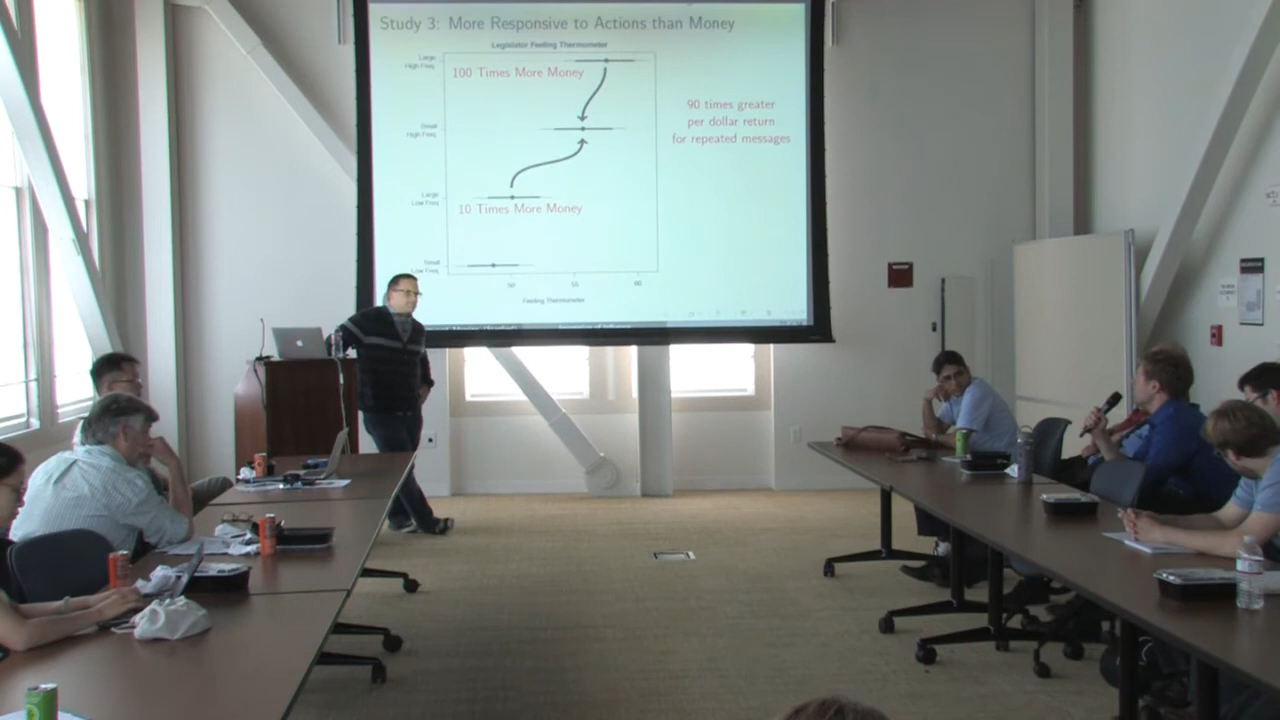 Study 3: More Responsive to Actions than Money
Legislator Feeling Thermometer
Large
High Freq
100 Times More Money
90 times greater
per dollar return
for repeated messages
Small
High Freq
Large
Low Freq
10 Times More Money
Small
Low Freq
50
55
60
Feeling Thermometer